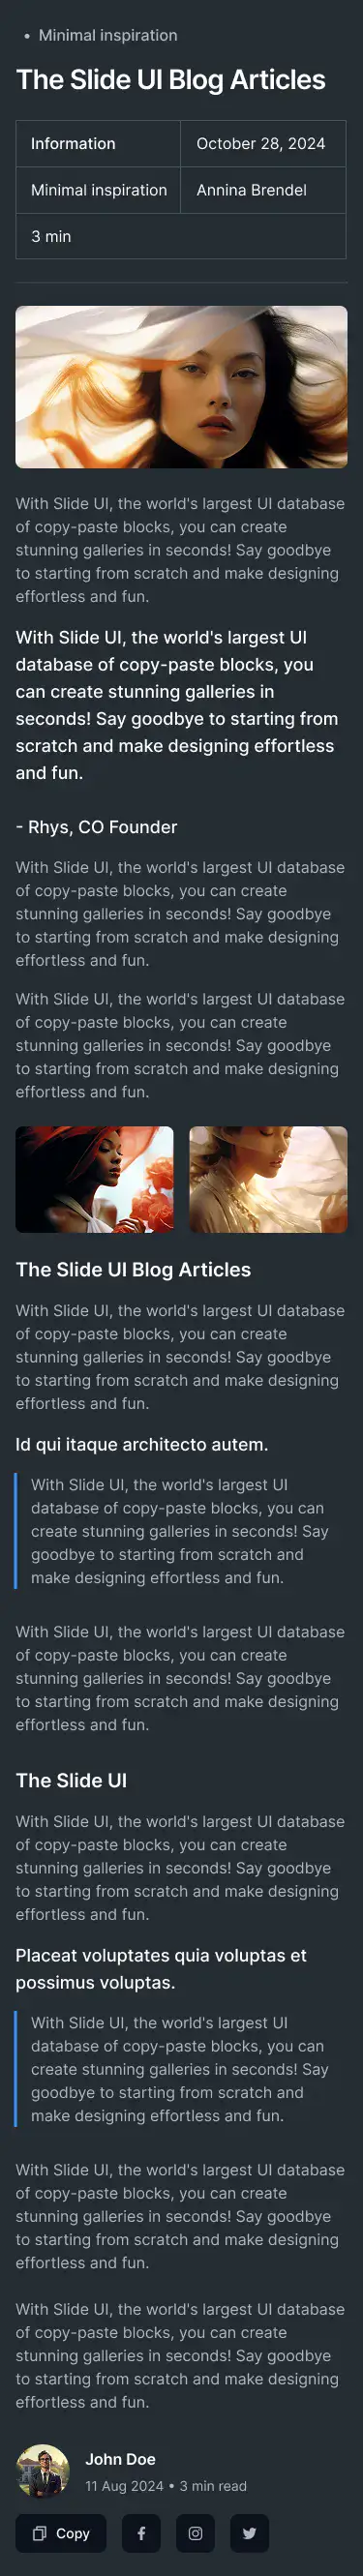 • Minimal inspiration
The Slide UI Blog Articles
Information
October 28, 2024
Minimal inspiration
Annina Brendel
3 min
With Slide UI, the world's largest UI database
of copy-paste blocks, you can create
stunning galleries in seconds! Say goodbye
to starting from scratch and make designing
effortless and fun.
With Slide UI, the world's largest UI
database of copy-paste blocks, you
can create stunning galleries in
seconds! Say goodbye to starting from
scratch and make designing effortless
and fun.
- Rhys, CO Founder
With Slide UI, the world's largest UI database
of copy-paste blocks, you can create
stunning galleries in seconds! Say goodbye
to starting from scratch and make designing
effortless and fun.
With Slide UI, the world's largest UI database
of copy-paste blocks, you can create
stunning galleries in seconds! Say goodbye
to starting from scratch and make designing
effortless and fun.
The Slide UI Blog Articles
With Slide UI, the world's largest UI database
of copy-paste blocks, you can create
stunning galleries in seconds! Say goodbye
to starting from scratch and make designing
effortless and fun.
Id qui itaque architecto autem.
With Slide UI, the world's largest UI
database of copy-paste blocks, you can
create stunning galleries in seconds! Say
goodbye to starting from scratch and
make designing effortless and fun.
With Slide UI, the world's largest UI database
of copy-paste blocks, you can create
stunning galleries in seconds! Say goodbye
to starting from scratch and make designing
effortless and fun.
The Slide UI
With Slide UI, the world's largest UI database
of copy-paste blocks, you can create
stunning galleries in seconds! Say goodbye
to starting from scratch and make designing
effortless and fun.
Placeat voluptates quia voluptas et
possimus voluptas.
With Slide UI, the world's largest UI
database of copy-paste blocks, you can
create stunning galleries in seconds! Say
goodbye to starting from scratch and
make designing effortless and fun.
With Slide UI, the world's largest UI database
of copy-paste blocks, you can create
stunning galleries in seconds! Say goodbye
to starting from scratch and make designing
effortless and fun.
With Slide UI, the world's largest UI database
of copy-paste blocks, you can create
stunning galleries in seconds! Say goodbye
to starting from scratch and make designing
effortless and fun.
John Doe
11 Aug 2024 • 3 min read
Copy